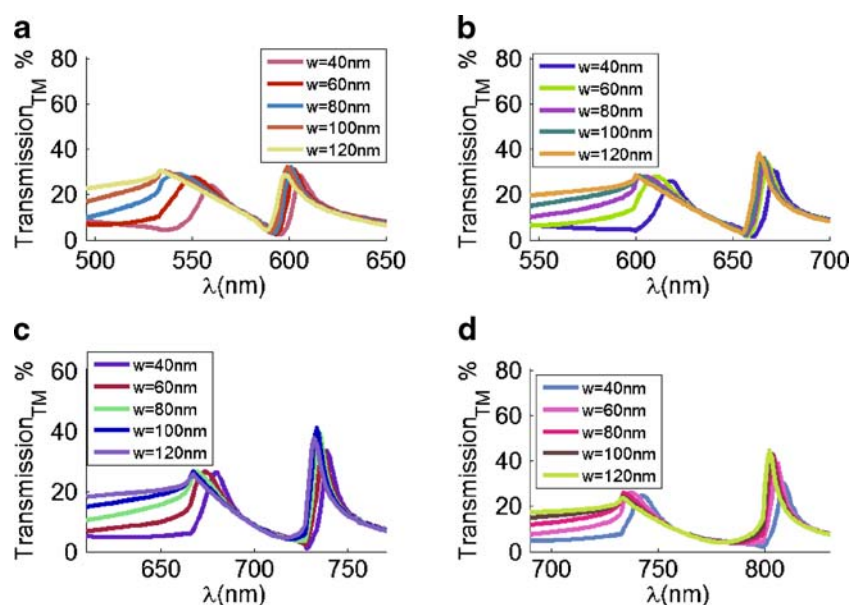 a
Transmission_TM %
80
60
40
20
0
w=40nm
w=60nm
w=80nm
w=100nm
w=120nm
500 550 600 650
λ(nm)
b
Transmission_TM %
80
60
40
20
0
w=40nm
w=60nm
w=80nm
w=100nm
w=120nm
550 600 650 700
λ(nm)
c
Transmission_TM %
60
40
20
0
w=40nm
w=60nm
w=80nm
w=100nm
w=120nm
650 700 750
λ(nm)
d
Transmission_TM %
80
60
40
20
0
w=40nm
w=60nm
w=80nm
w=100nm
w=120nm
700 750 800
λ(nm)